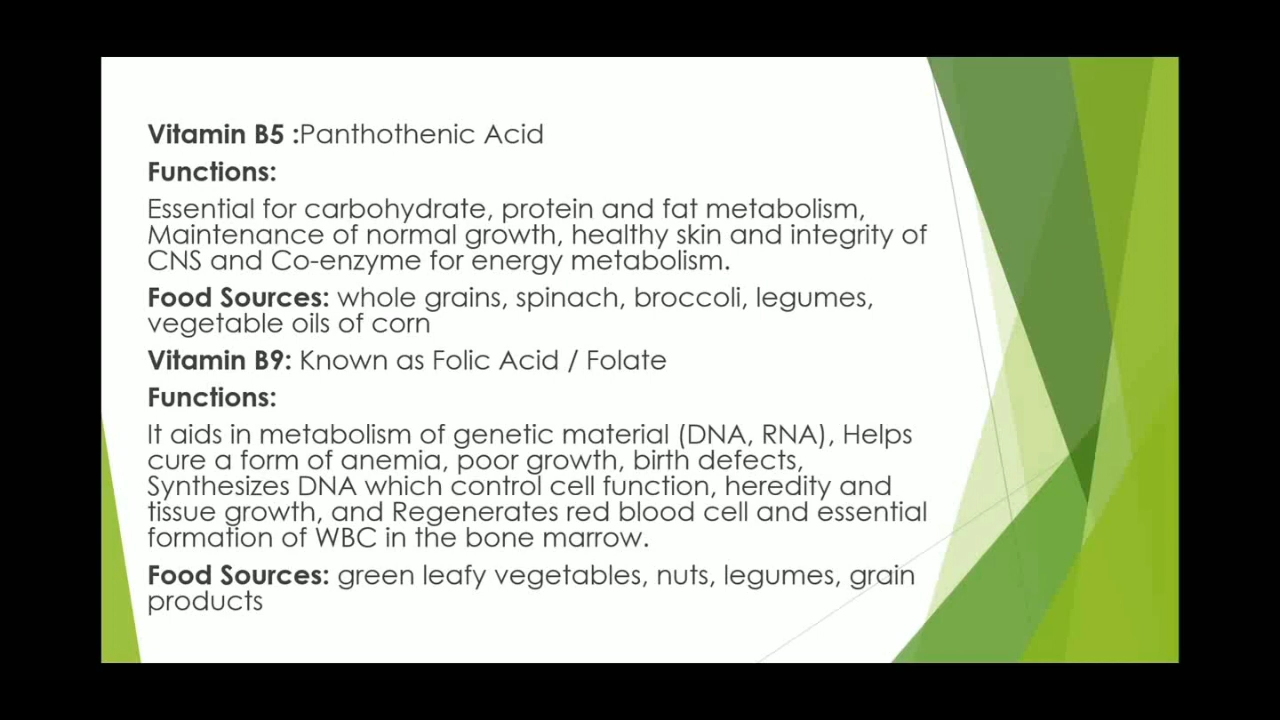 Vitamin B5 :Panthothenic Acid
Functions:
Essential for carbohydrate, protein and fat metabolism,
Maintenance of normal growth, healthy skin and integrity of
CNS and Co-enzyme for energy metabolism.
Food Sources: whole grains, spinach, broccoli, legumes,
vegetable oils of corn
Vitamin B9: Known as Folic Acid / Folate
Functions:
It aids in metabolism of genetic material (DNA, RNA), Helps
cure a form of anemia, poor growth, birth defects,
Synthesizes DNA which control cell function, heredity and
tissue growth, and Regenerates red blood cell and essential
formation of WBC in the bone marrow.
Food Sources: green leafy vegetables, nuts, legumes, grain
products